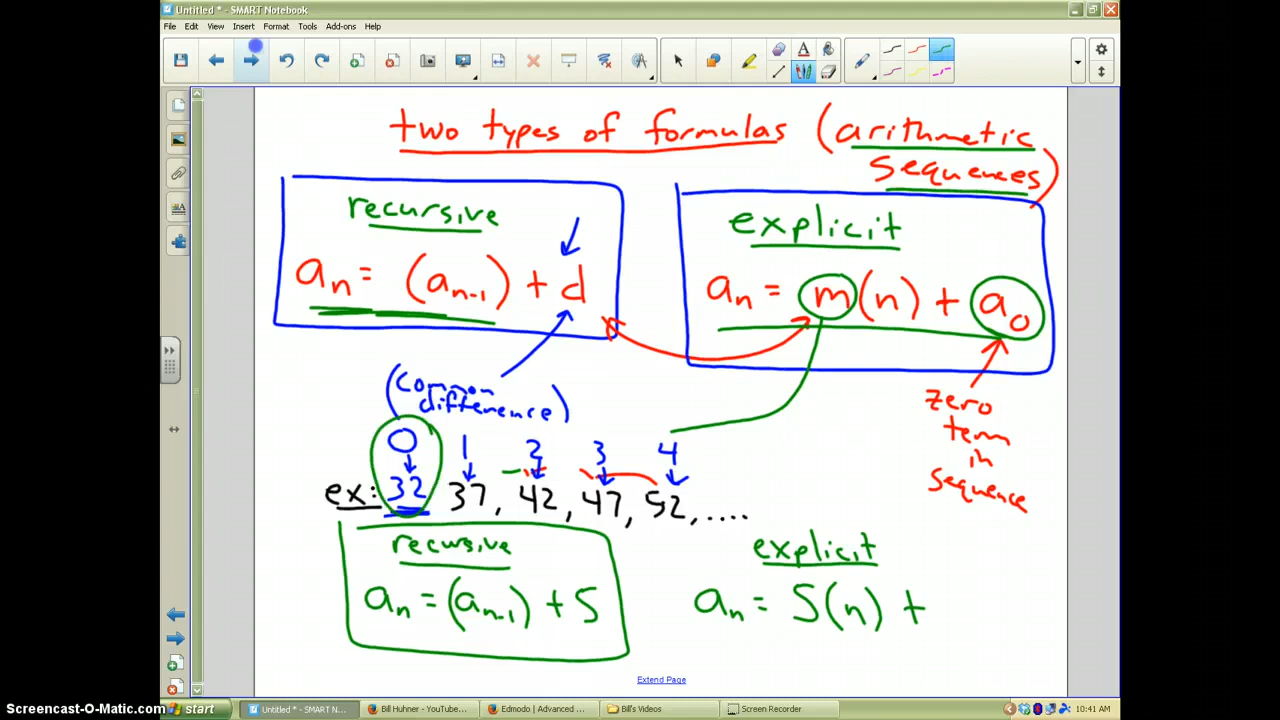 Untitled * - SMART Notebook
File Edit View Insert Format Tools Add-ons Help
two types of formulas (arithmetic
sequences)
recursive
aₙ = (aₙ₋₁) + d
explicit
aₙ = m(n) + a₀
(common
difference)
zero
term
in
sequence
0 1 2 3 4
ex: 32 37, 42, 47, 52, ....
recursive
aₙ = (aₙ₋₁) + 5
explicit
aₙ = 5(n) +
Extend Page
Screencast-O-Matic.com
start
Untitled * - SMART N...
Bill Huhner - YouTube...
Edmodo | Advanced ...
Bill's Videos
Screen Recorder
10:41 AM